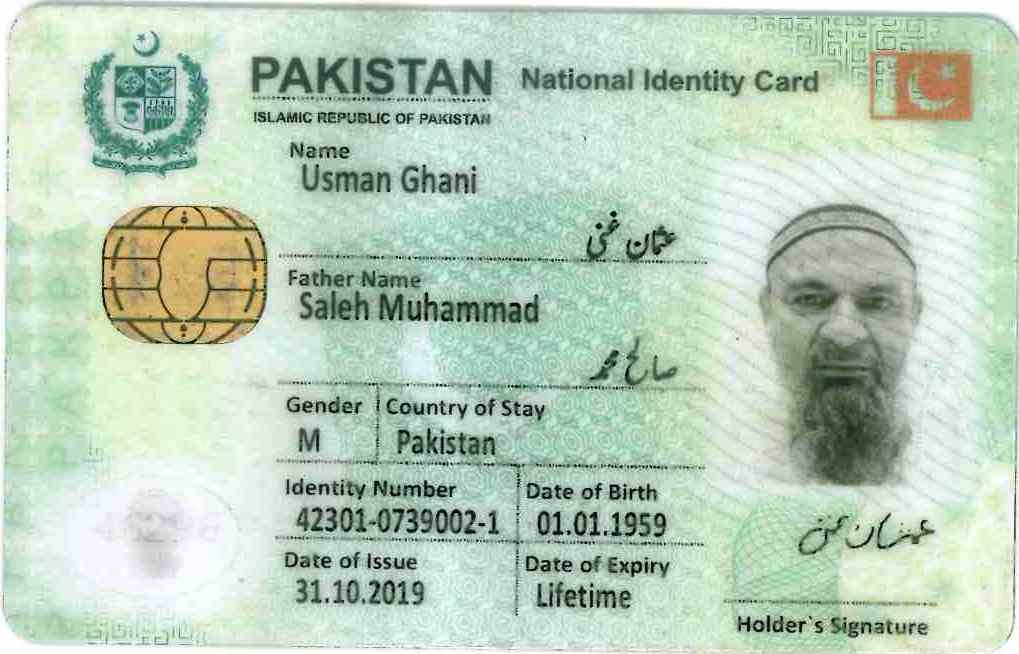 PAKISTAN National Identity Card
ISLAMIC REPUBLIC OF PAKISTAN
Name
Usman Ghani
عثمان غنی
Father Name
Saleh Muhammad
صالح محمد
Gender Country of Stay
M Pakistan
Identity Number Date of Birth
42301-0739002-1 01.01.1959
Date of Issue Date of Expiry
31.10.2019 Lifetime
عثمان غنی
Holder`s Signature